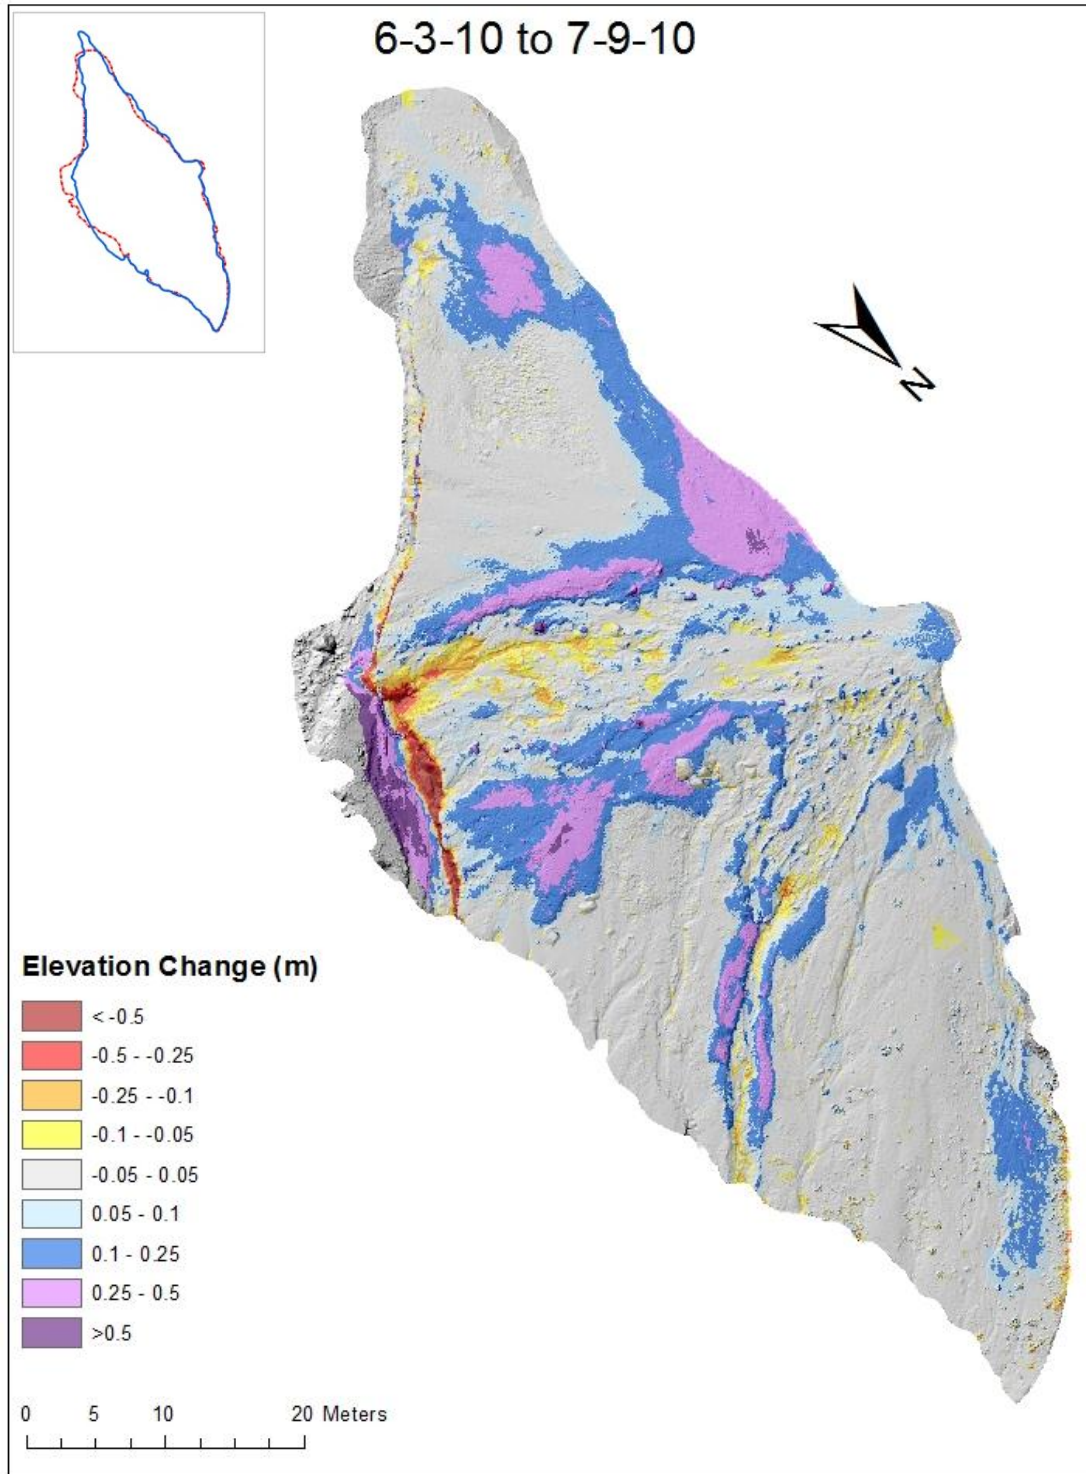 6-3-10 to 7-9-10
N
Elevation Change (m)
< -0.5
-0.5 - -0.25
-0.25 - -0.1
-0.1 - -0.05
-0.05 - 0.05
0.05 - 0.1
0.1 - 0.25
0.25 - 0.5
>0.5
0 5 10 20 Meters